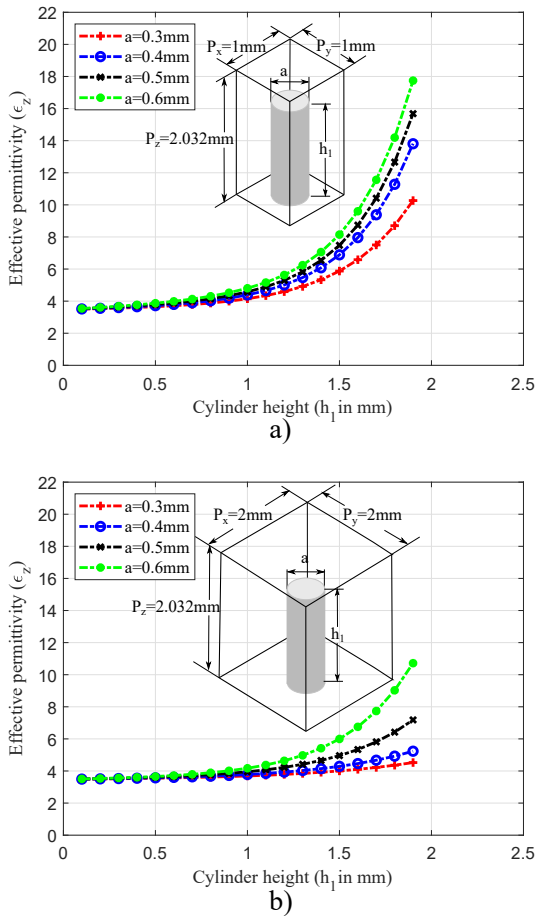 22
20
18
16
14
12
10
8
6
4
2
0
Effective permittivity (ϵz)
a=0.3mm
a=0.4mm
a=0.5mm
a=0.6mm
Px=1mm
Py=1mm
a
Pz=2.032mm
h1
0 0.5 1 1.5 2 2.5
Cylinder height (h1 in mm)
a)
22
20
18
16
14
12
10
8
6
4
2
0
Effective permittivity (ϵz)
a=0.3mm
a=0.4mm
a=0.5mm
a=0.6mm
Px=2mm
Py=2mm
a
Pz=2.032mm
h1
0 0.5 1 1.5 2 2.5
Cylinder height (h1 in mm)
b)